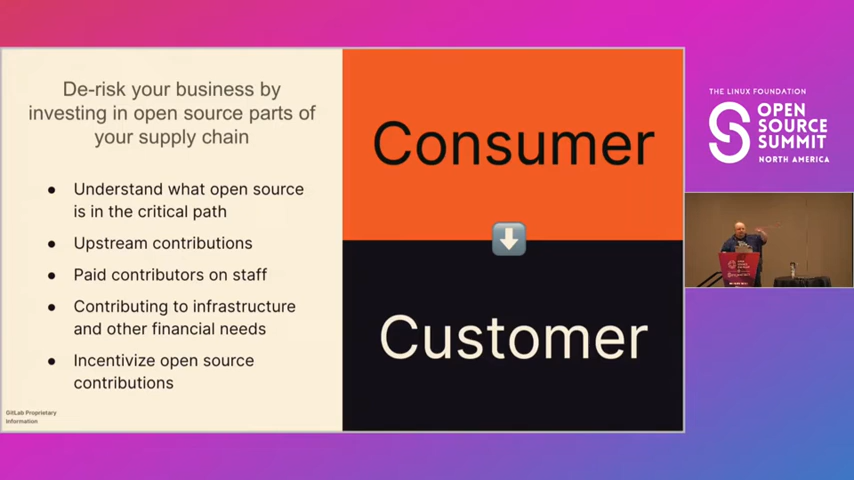 De-risk your business by
investing in open source parts of
your supply chain
Understand what open source
is in the critical path
Upstream contributions
Paid contributors on staff
Contributing to infrastructure
and other financial needs
Incentivize open source
contributions
GitLab Proprietary
Information
Consumer
Customer
THE LINUX FOUNDATION
OPEN
SOURCE
SUMMIT
NORTH AMERICA